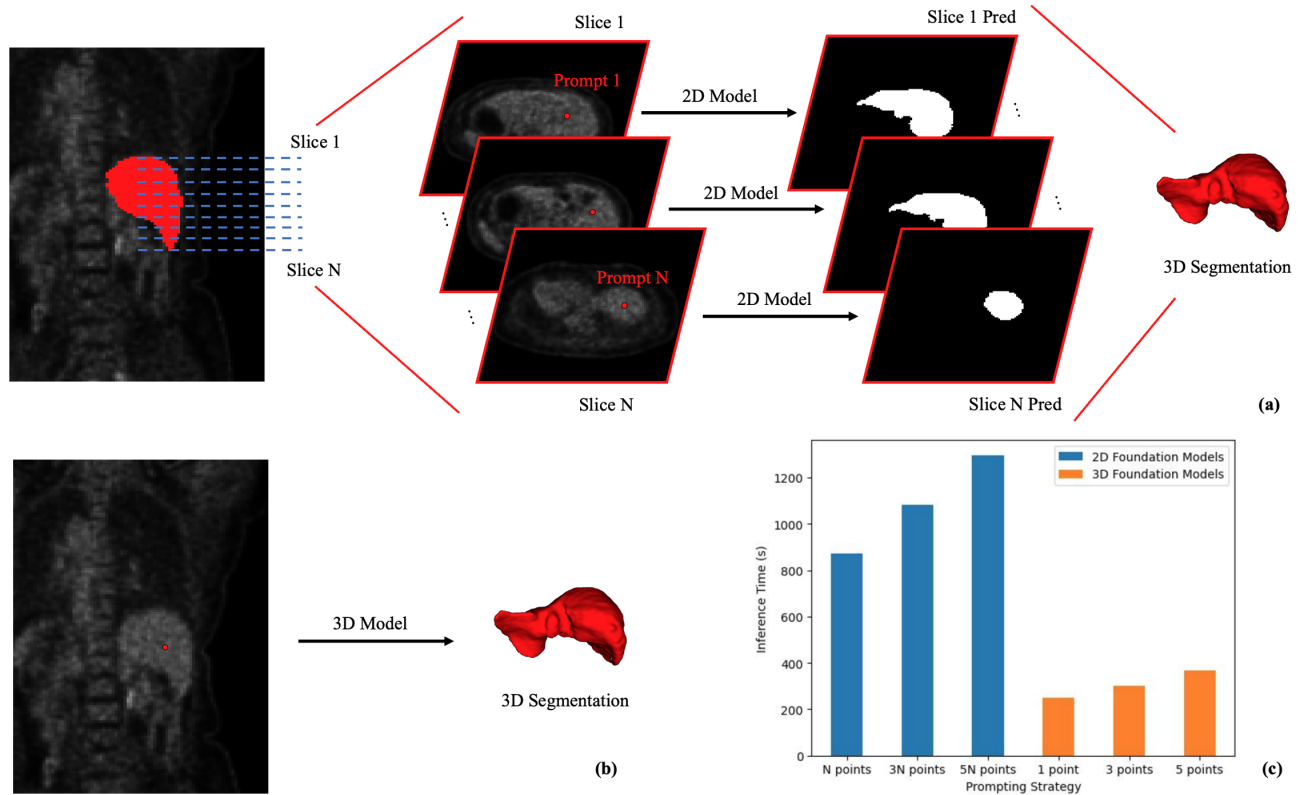 Slice 1
Slice N
Slice 1
Prompt 1
Prompt N
Slice N
2D Model
2D Model
2D Model
Slice 1 Pred
Slice N Pred
3D Segmentation
(a)
3D Model
3D Segmentation
(b)
2D Foundation Models
3D Foundation Models
Inference Time (s)
1200
1000
800
600
400
200
0
N points 3N points 5N points 1 point 3 points 5 points
Prompting Strategy
(c)